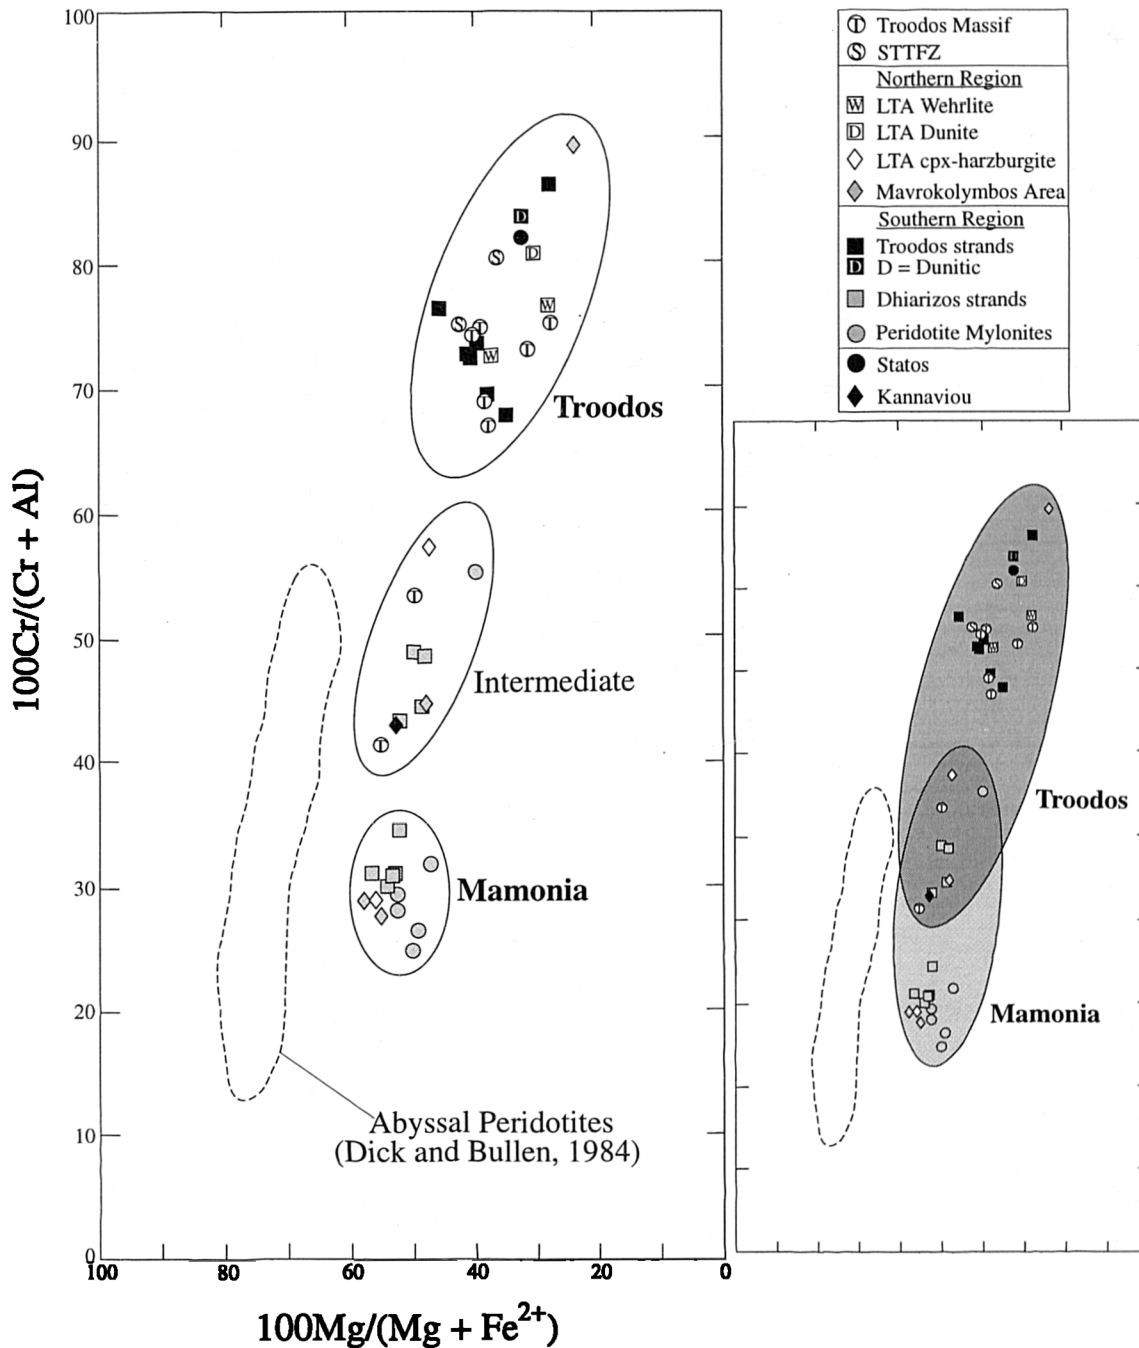 100
90
80
70
60
50
40
30
20
10
0
100
80
60
40
20
0
100Cr/(Cr + Al)
100Mg/(Mg + Fe2+)
Troodos
Intermediate
Mamonia
Abyssal Peridotites
(Dick and Bullen, 1984)
T Troodos Massif
S STTFZ
Northern Region
W LTA Wehrlite
D LTA Dunite
LTA cpx-harzburgite
Mavrokolymbos Area
Southern Region
Troodos strands
D D = Dunitic
Dhiarizos strands
Peridotite Mylonites
Statos
Kannaviou
Troodos
Mamonia